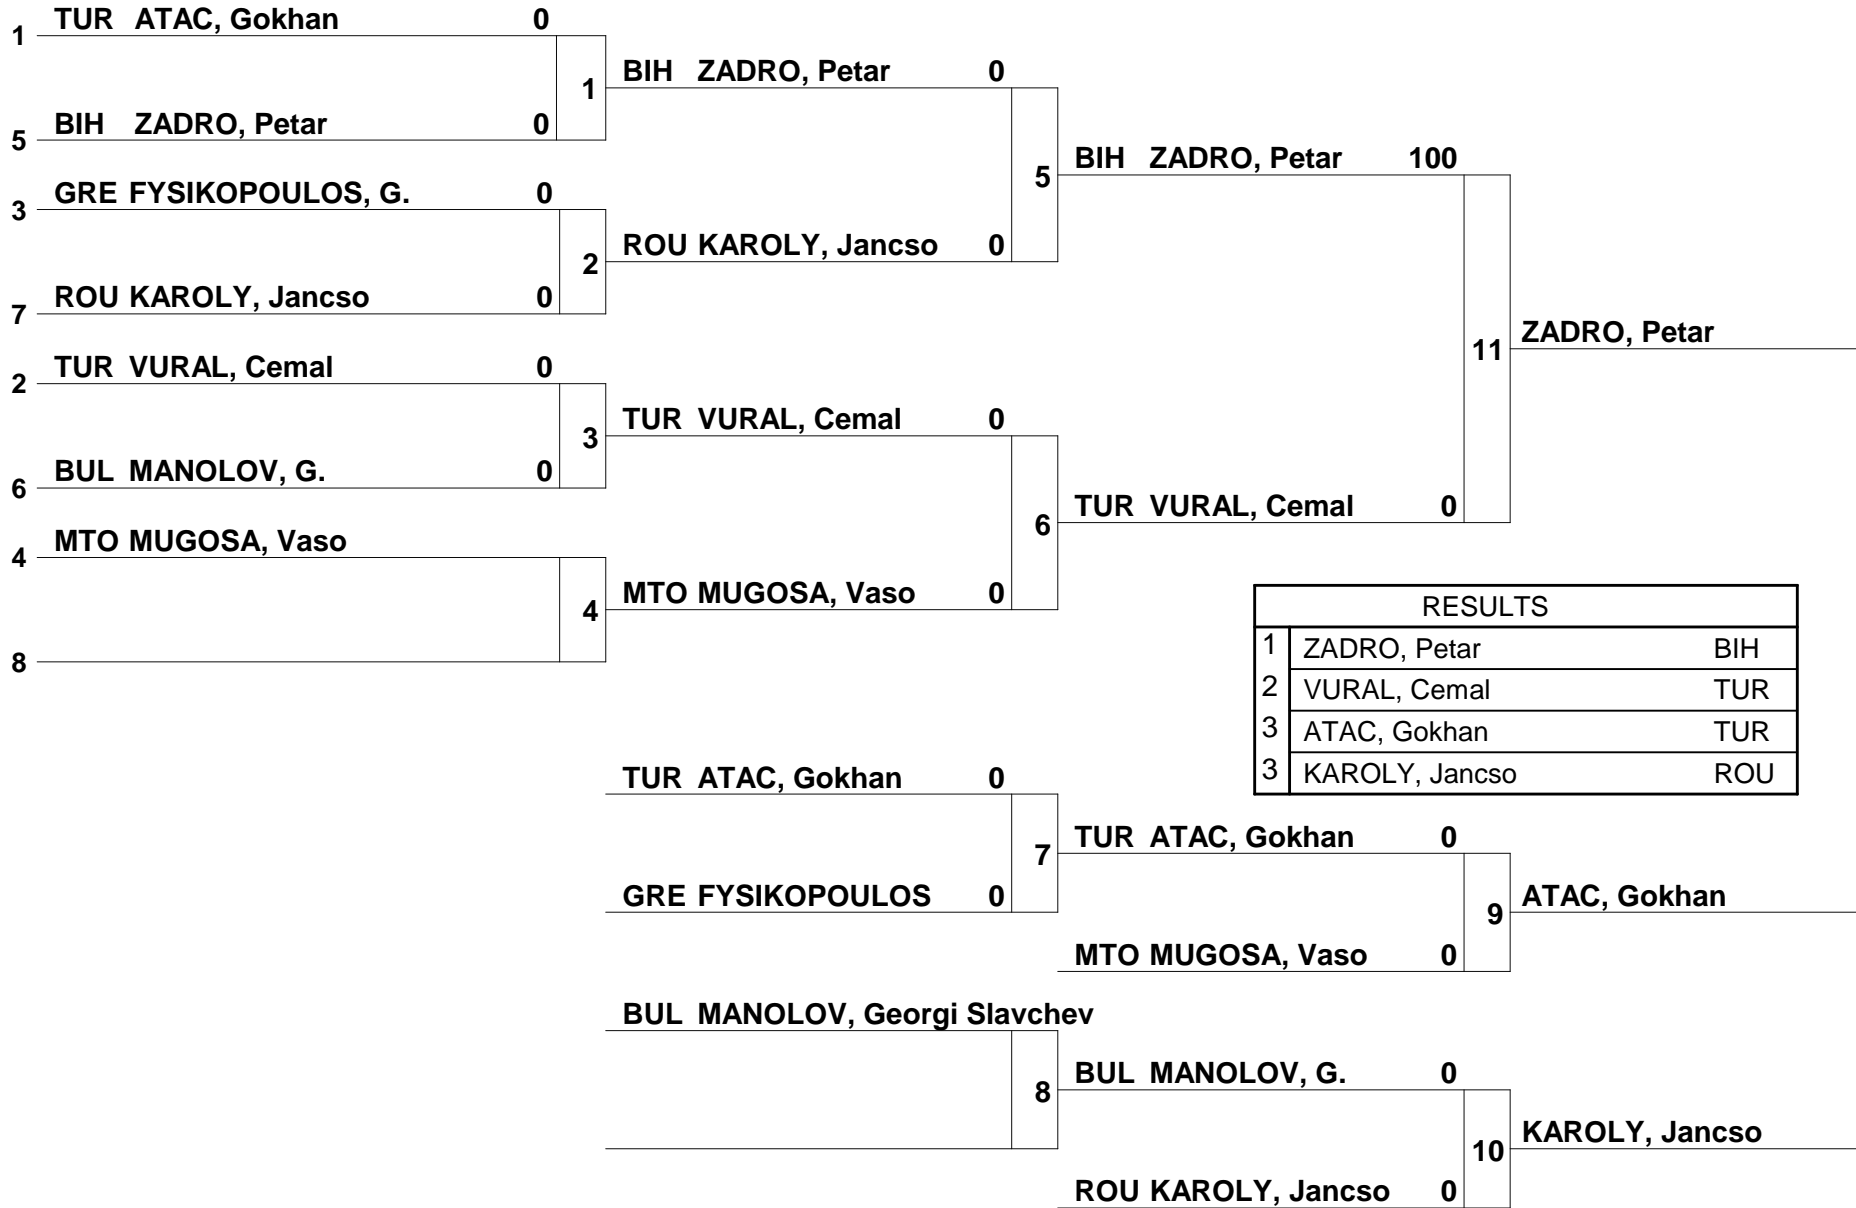 1 TUR ATAC, Gokhan 0
1
5 BIH ZADRO, Petar 0
3 GRE FYSIKOPOULOS, G. 0
2
7 ROU KAROLY, Jancso 0
2 TUR VURAL, Cemal 0
3
6 BUL MANOLOV, G. 0
4 MTO MUGOSA, Vaso
4
8
BIH ZADRO, Petar 0
5
ROU KAROLY, Jancso 0
TUR VURAL, Cemal 0
6
MTO MUGOSA, Vaso 0
BIH ZADRO, Petar 100
11
TUR VURAL, Cemal 0
ZADRO, Petar
RESULTS
1 ZADRO, Petar BIH
2 VURAL, Cemal TUR
3 ATAC, Gokhan TUR
3 KAROLY, Jancso ROU
TUR ATAC, Gokhan 0
7
GRE FYSIKOPOULOS 0
TUR ATAC, Gokhan 0
9
MTO MUGOSA, Vaso 0
ATAC, Gokhan
BUL MANOLOV, Georgi Slavchev
8
BUL MANOLOV, G. 0
10
ROU KAROLY, Jancso 0
KAROLY, Jancso